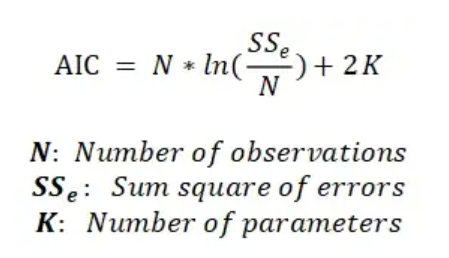 AIC = N * ln(SSₑ/N) + 2K
N: Number of observations
SSₑ: Sum square of errors
K: Number of parameters